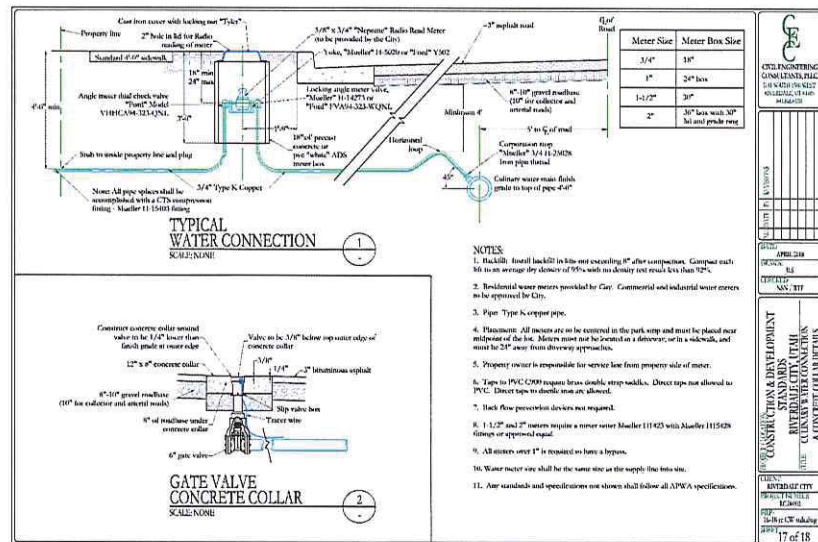 Property line
Cast iron cover with locking nut "Tyler"
2" hole in lid for Radio
reading of meter
Standard 4'-0" sidewalk
5/8" x 3/4" "Neptune" Radio Read Meter
(to be provided by the City)
Yoke, "Mueller" H-5020 or "Ford" Y502
~3" asphalt road
of
Road
18" min
24" max
4'-0" min
Angle meter dual check valve
"Ford" Model
VHHCA94-323-QNL
Locking angle meter valve,
"Mueller" H-14273 or
"Ford" FVA94-323-WQNL
8"-10" gravel roadbase
(10" for collector and
arterial roads)
Minimum 4'
18"ø precast
concrete or
pvc "white" ADS
meter box
5' to of road
Stub to inside property line and plug
3/4" Type K Copper
Horizontal
loop
Corporation stop
"Mueller" 3/4 H-15028
Iron pipe thread
45°
Culinary water main finish
grade to top of pipe 4'-0"
Note: All pipe splices shall be
accomplished with a CTS compression
fitting - Mueller H-15403 fitting
TYPICAL
WATER CONNECTION
SCALE: NONE
1
-
Meter Size Meter Box Size
3/4" 18"
1" 24" box
1-1/2" 30"
2" 36" box with 30"
lid and grade ring
Construct concrete collar around
valve to be 1/4" lower than
finish grade at outer edge
Valve to be 3/8" below top outer edge of
concrete collar
12" x 8" concrete collar
3/8"
1/4"
3" bituminous asphalt
8"-10" gravel roadbase
(10" for collector and arterial roads)
8" of roadbase under
concrete collar
Slip valve box
Tracer wire
6" gate valve
GATE VALVE
CONCRETE COLLAR
SCALE: NONE
2
-
NOTES:
1. Backfill: Install backfill in lifts not exceeding 8" after compaction. Compact each
lift to an average dry density of 95% with no density test result less than 92%.
2. Residential water meters provided by City. Commercial and industrial water meters
to be approved by City.
3. Pipe: Type K copper pipe.
4. Placement: All meters are to be centered in the park strip and must be placed near
midpoint of the lot. Meters must not be located in a driveway, or in a sidewalk, and
must be 24" away from driveway approaches.
5. Property owner is responsible for service line from property side of meter.
6. Taps to PVC C900 require brass double strap saddles. Direct taps not allowed to
PVC. Direct taps to ductile iron are allowed.
7. Back flow prevention devices not required.
8. 1-1/2" and 2" meters require a meter setter Mueller H1423 with Mueller H15428
fittings or approved equal.
9. All meters over 1" is required to have a bypass.
10. Water meter size shall be the same size as the supply line into site.
11. Any standards and specifications not shown shall follow all APWA specifications.
CIVIL ENGINEERING
CONSULTANTS, PLLC.
REVISIONS
CONSTRUCTION & DEVELOPMENT
STANDARDS
RIVERDALE CITY, UTAH
CULINARY WATER CONNECTION
& CONCRETE COLLAR DETAILS
CLIENT:
RIVERDALE CITY
PROJECT NUMBER
SHEET
17 of 18